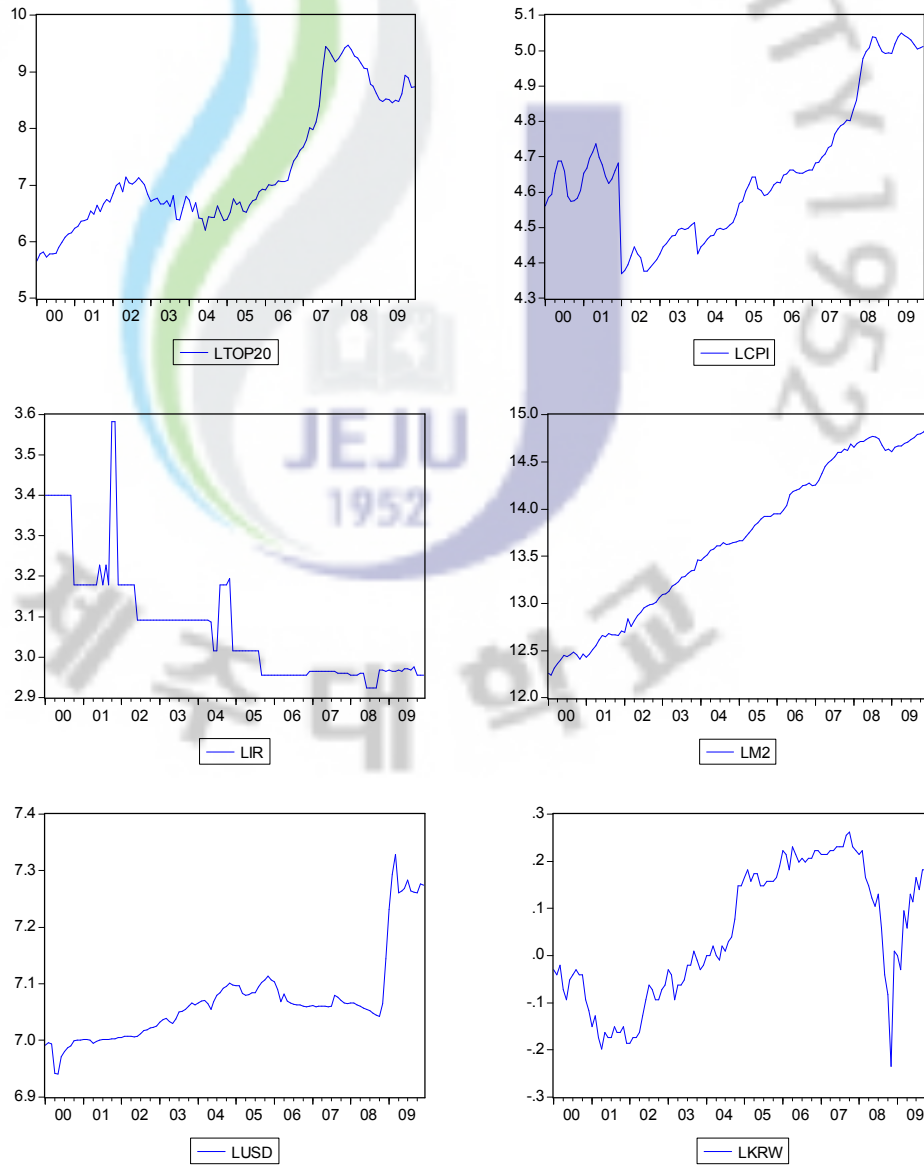 10
9
8
7
6
5
00 01 02 03 04 05 06 07 08 09
LTOP20
5.1
5.0
4.9
4.8
4.7
4.6
4.5
4.4
4.3
00 01 02 03 04 05 06 07 08 09
LCPI
3.6
3.5
3.4
3.3
3.2
3.1
3.0
2.9
00 01 02 03 04 05 06 07 08 09
LIR
15.0
14.5
14.0
13.5
13.0
12.5
12.0
00 01 02 03 04 05 06 07 08 09
LM2
7.4
7.3
7.2
7.1
7.0
6.9
00 01 02 03 04 05 06 07 08 09
LUSD
.3
.2
.1
.0
-.1
-.2
-.3
00 01 02 03 04 05 06 07 08 09
LKRW
JEJU
1952
ITY 1952
제주대학교